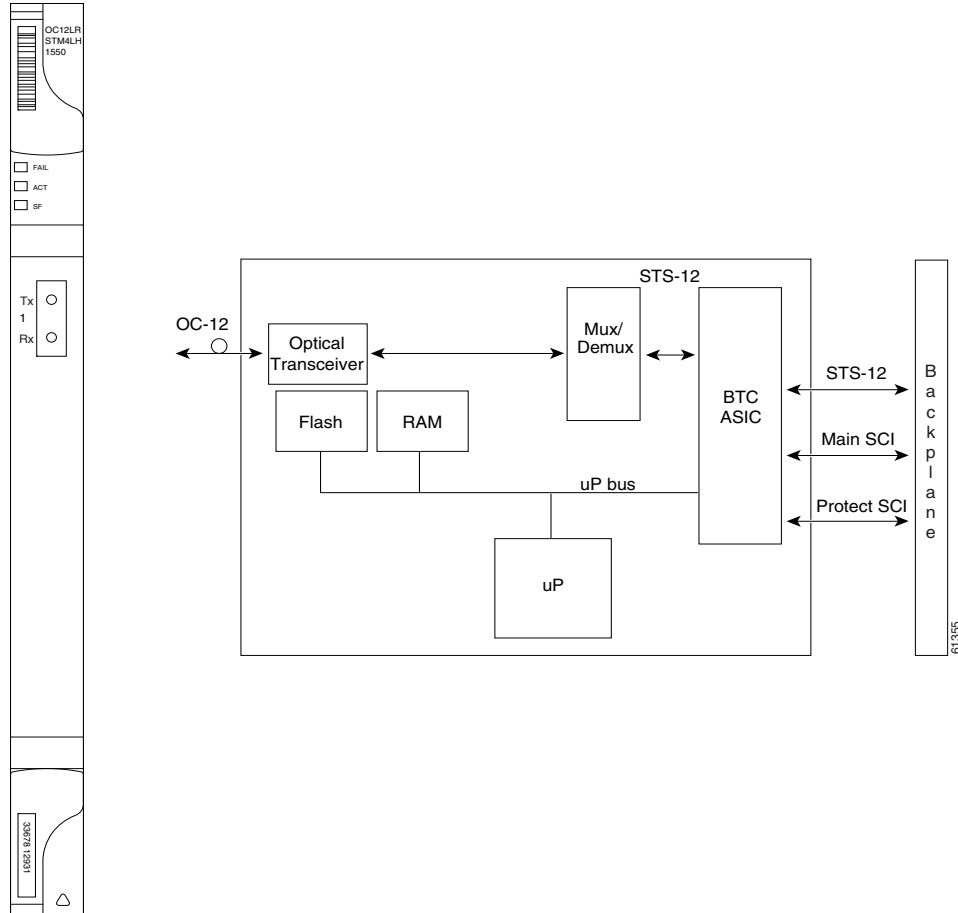 OC12LR
STM4LH
1550
FAIL
ACT
SF
Tx
1
Rx
33678 12931
OC-12
Optical
Transceiver
Flash
RAM
uP bus
uP
STS-12
Mux/
Demux
BTC
ASIC
STS-12
Main SCI
Protect SCI
Backplane
61355